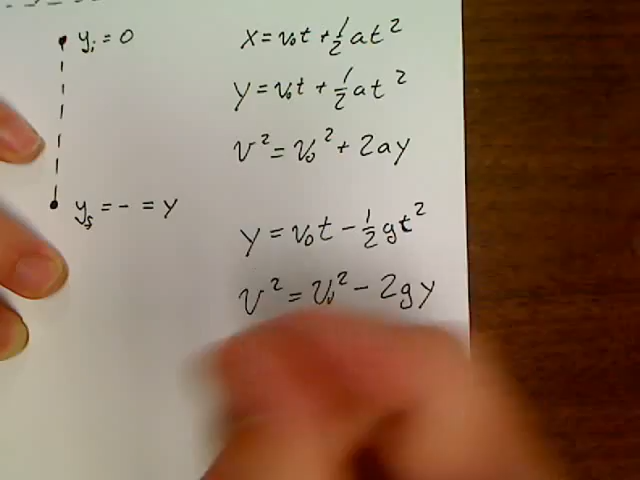 yᵢ = 0
y_f = - = y
x = v₀t + ½at²
y = v₀t + ½at²
v² = v₀² + 2ay
y = v₀t - ½gt²
v² = v₀² - 2gy